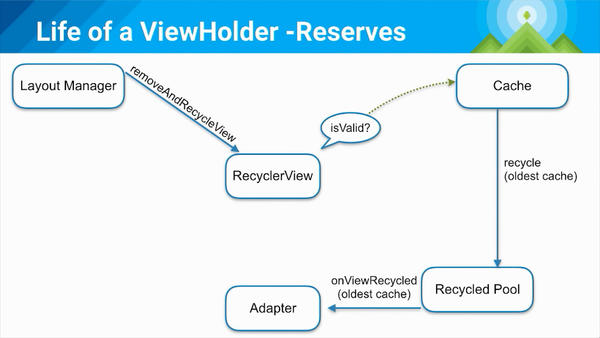 Life of a ViewHolder -Reserves
Layout Manager
removeAndRecycleView
Cache
isValid?
RecyclerView
recycle
(oldest cache)
onViewRecycled
(oldest cache)
Recycled Pool
Adapter